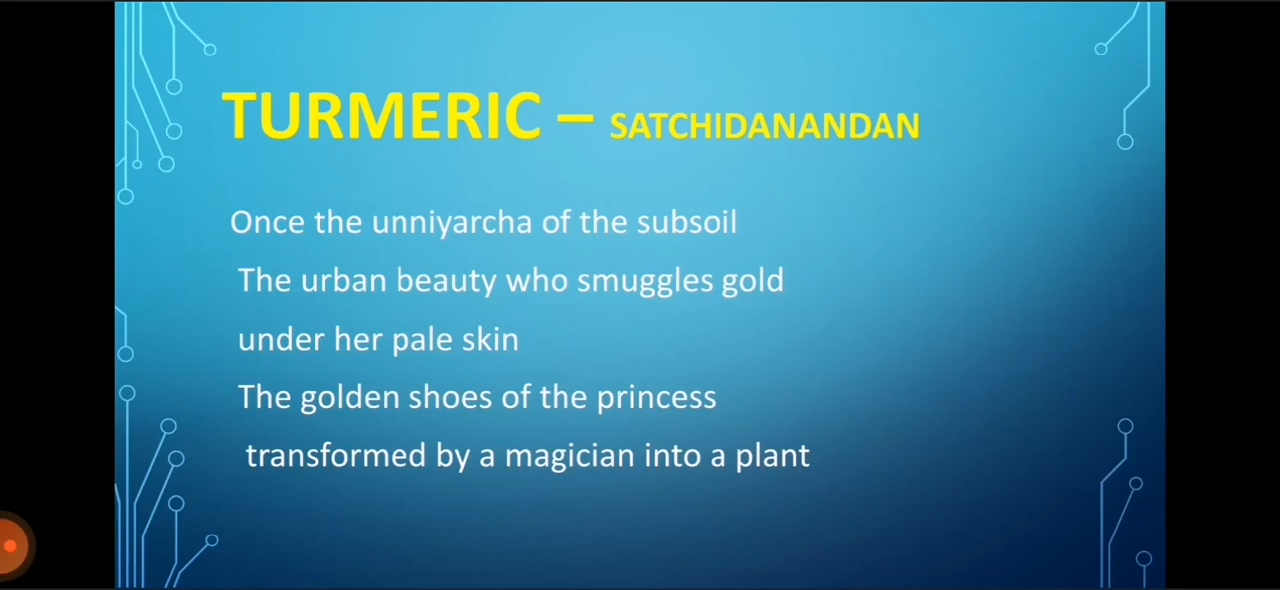 TURMERIC – SATCHIDANANDAN
Once the unniyarcha of the subsoil
The urban beauty who smuggles gold
under her pale skin
The golden shoes of the princess
transformed by a magician into a plant